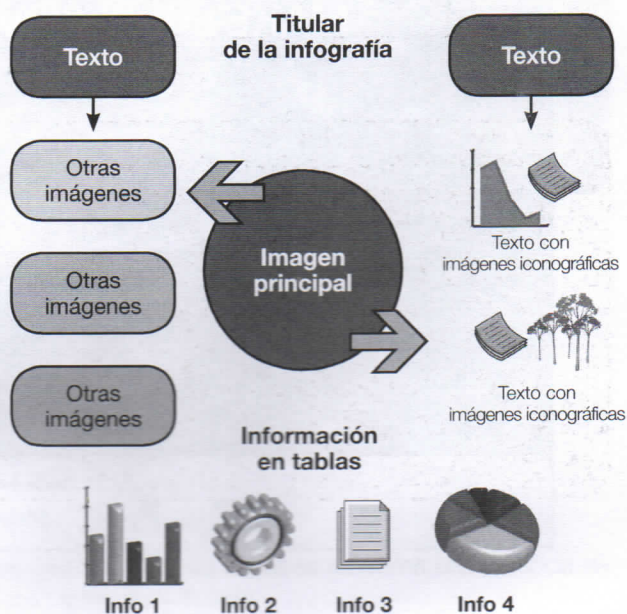 Titular
de la infografía
Texto
Texto
Otras
imágenes
Imagen
principal
Texto con
imágenes iconográficas
Otras
imágenes
Texto con
imágenes iconográficas
Otras
imágenes
Información
en tablas
Info 1
Info 2
Info 3
Info 4